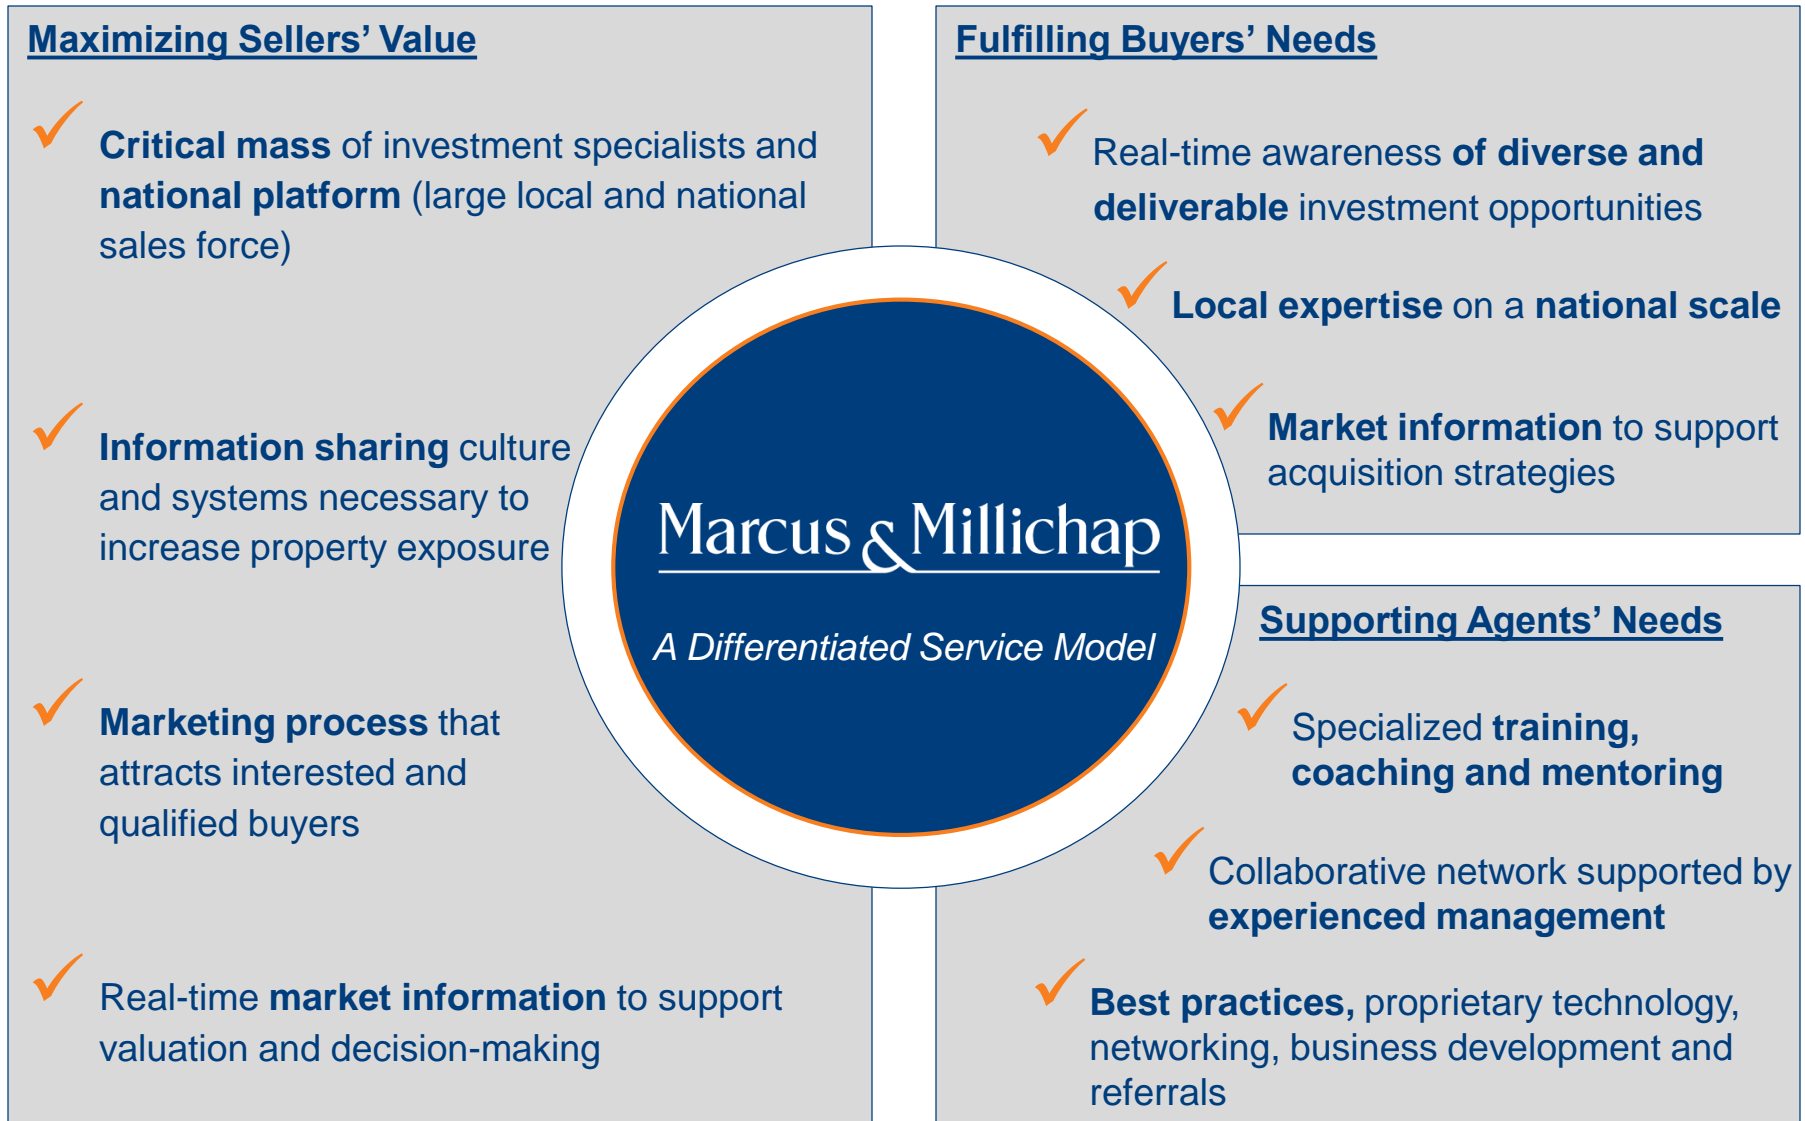 Maximizing Sellers’ Value
Critical mass of investment specialists and
national platform (large local and national
sales force)
Information sharing culture
and systems necessary to
increase property exposure
Marketing process that
attracts interested and
qualified buyers
Real-time market information to support
valuation and decision-making
Marcus & Millichap
A Differentiated Service Model
Fulfilling Buyers’ Needs
Real-time awareness of diverse and
deliverable investment opportunities
Local expertise on a national scale
Market information to support
acquisition strategies
Supporting Agents’ Needs
Specialized training,
coaching and mentoring
Collaborative network supported by
experienced management
Best practices, proprietary technology,
networking, business development and
referrals